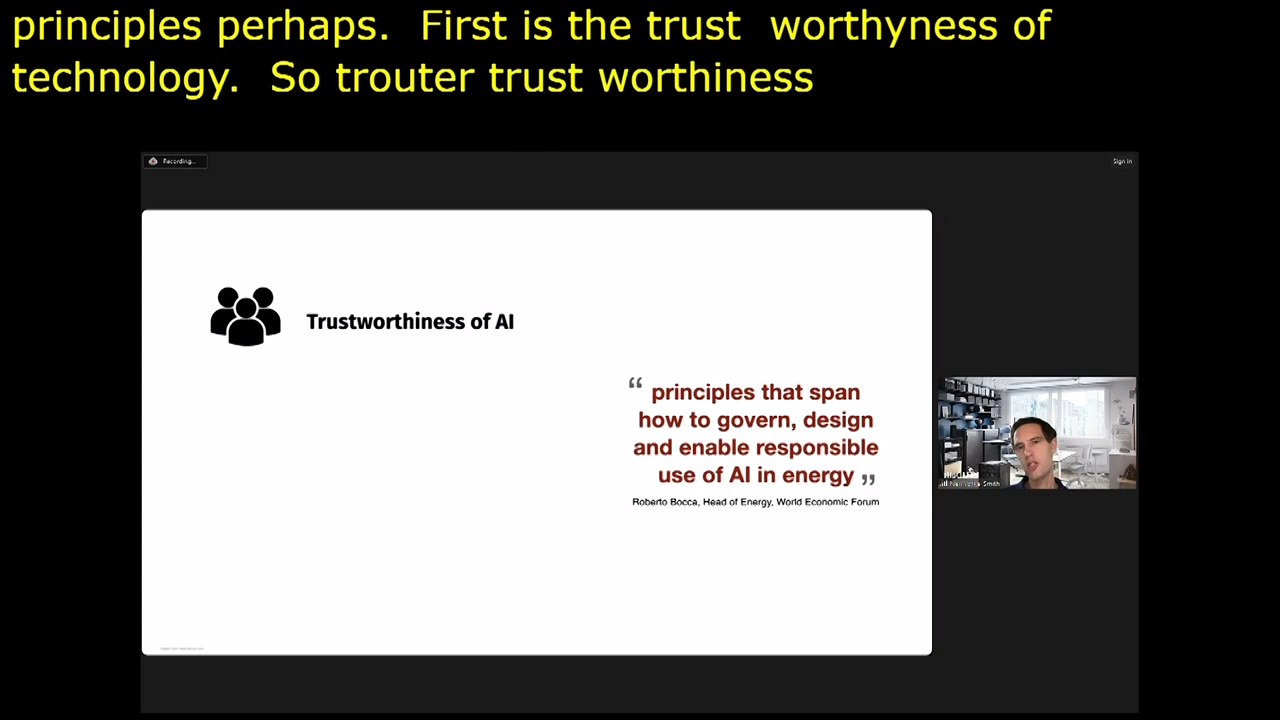 principles perhaps.  First is the trust  worthyness of
technology.  So trouter trust worthiness
Recording...
Sign in
Trustworthiness of AI
“ principles that span
how to govern, design
and enable responsible
use of AI in energy ”
Roberto Bocca, Head of Energy, World Economic Forum
Smith